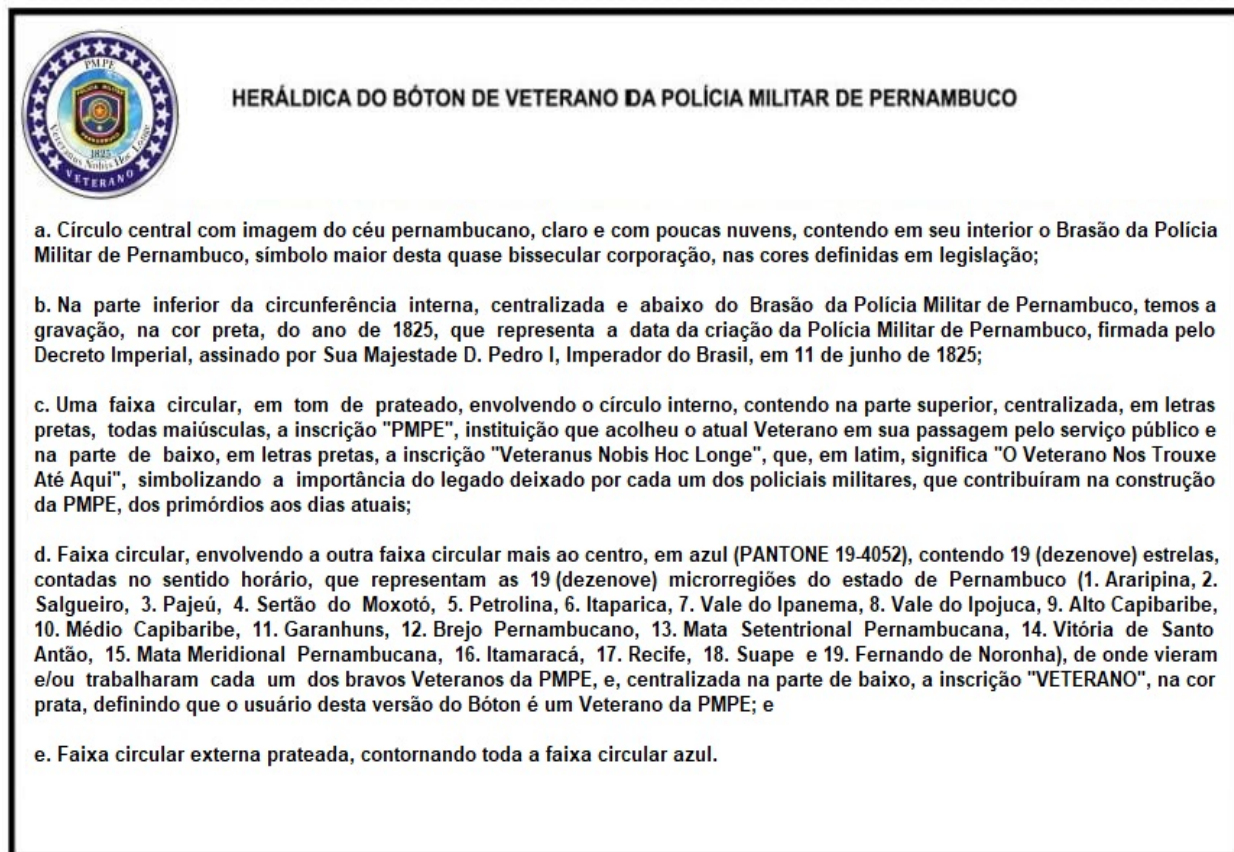 PMPE
POLÍCIA MILITAR
PERNAMBUCO
1825
Veteranus Nobis Hoc Longe
VETERANO
HERÁLDICA DO BÓTON DE VETERANO DA POLÍCIA MILITAR DE PERNAMBUCO
a. Círculo central com imagem do céu pernambucano, claro e com poucas nuvens, contendo em seu interior o Brasão da Polícia
Militar de Pernambuco, símbolo maior desta quase bissecular corporação, nas cores definidas em legislação;
b. Na parte inferior da circunferência interna, centralizada e abaixo do Brasão da Polícia Militar de Pernambuco, temos a
gravação, na cor preta, do ano de 1825, que representa a data da criação da Polícia Militar de Pernambuco, firmada pelo
Decreto Imperial, assinado por Sua Majestade D. Pedro I, Imperador do Brasil, em 11 de junho de 1825;
c. Uma faixa circular, em tom de prateado, envolvendo o círculo interno, contendo na parte superior, centralizada, em letras
pretas, todas maiúsculas, a inscrição "PMPE", instituição que acolheu o atual Veterano em sua passagem pelo serviço público e
na parte de baixo, em letras pretas, a inscrição "Veteranus Nobis Hoc Longe", que, em latim, significa "O Veterano Nos Trouxe
Até Aqui", simbolizando a importância do legado deixado por cada um dos policiais militares, que contribuíram na construção
da PMPE, dos primórdios aos dias atuais;
d. Faixa circular, envolvendo a outra faixa circular mais ao centro, em azul (PANTONE 19-4052), contendo 19 (dezenove) estrelas,
contadas no sentido horário, que representam as 19 (dezenove) microrregiões do estado de Pernambuco (1. Araripina, 2.
Salgueiro, 3. Pajeú, 4. Sertão do Moxotó, 5. Petrolina, 6. Itaparica, 7. Vale do Ipanema, 8. Vale do Ipojuca, 9. Alto Capibaribe,
10. Médio Capibaribe, 11. Garanhuns, 12. Brejo Pernambucano, 13. Mata Setentrional Pernambucana, 14. Vitória de Santo
Antão, 15. Mata Meridional Pernambucana, 16. Itamaracá, 17. Recife, 18. Suape e 19. Fernando de Noronha), de onde vieram
e/ou trabalharam cada um dos bravos Veteranos da PMPE, e, centralizada na parte de baixo, a inscrição "VETERANO", na cor
prata, definindo que o usuário desta versão do Bóton é um Veterano da PMPE; e
e. Faixa circular externa prateada, contornando toda a faixa circular azul.